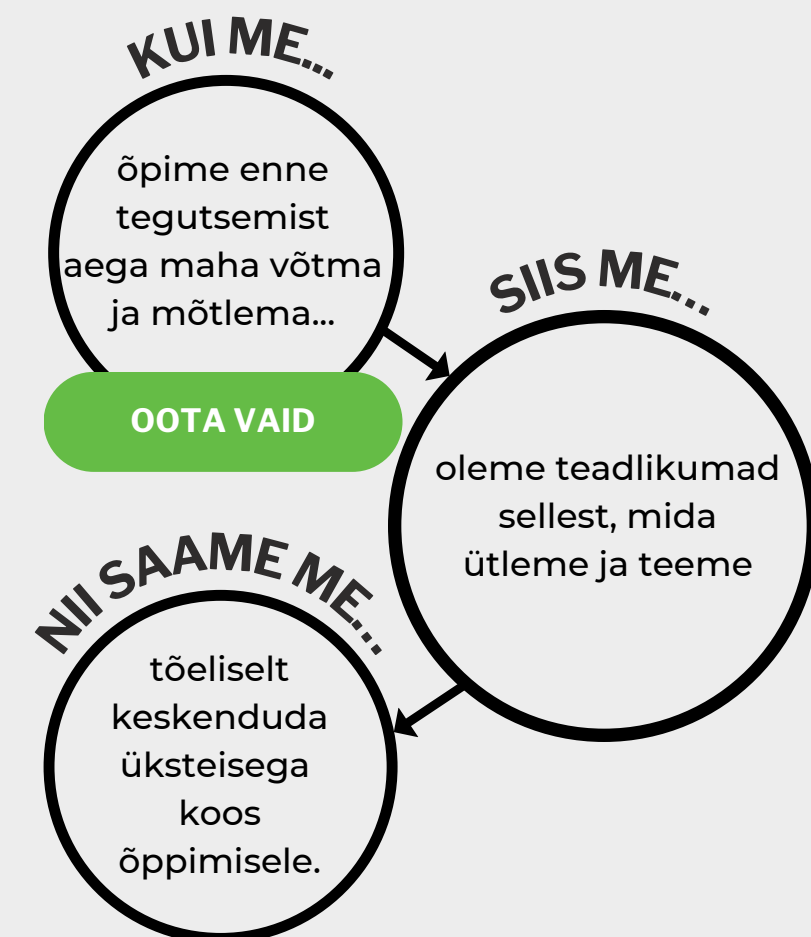 KUI ME...
õpime enne
tegutsemist
aega maha võtma
ja mõtlema...
OOTA VAID
SIIS ME...
oleme teadlikumad
sellest, mida
ütleme ja teeme
NII SAAME ME...
tõeliselt
keskenduda
üksteisega
koos
õppimisele.